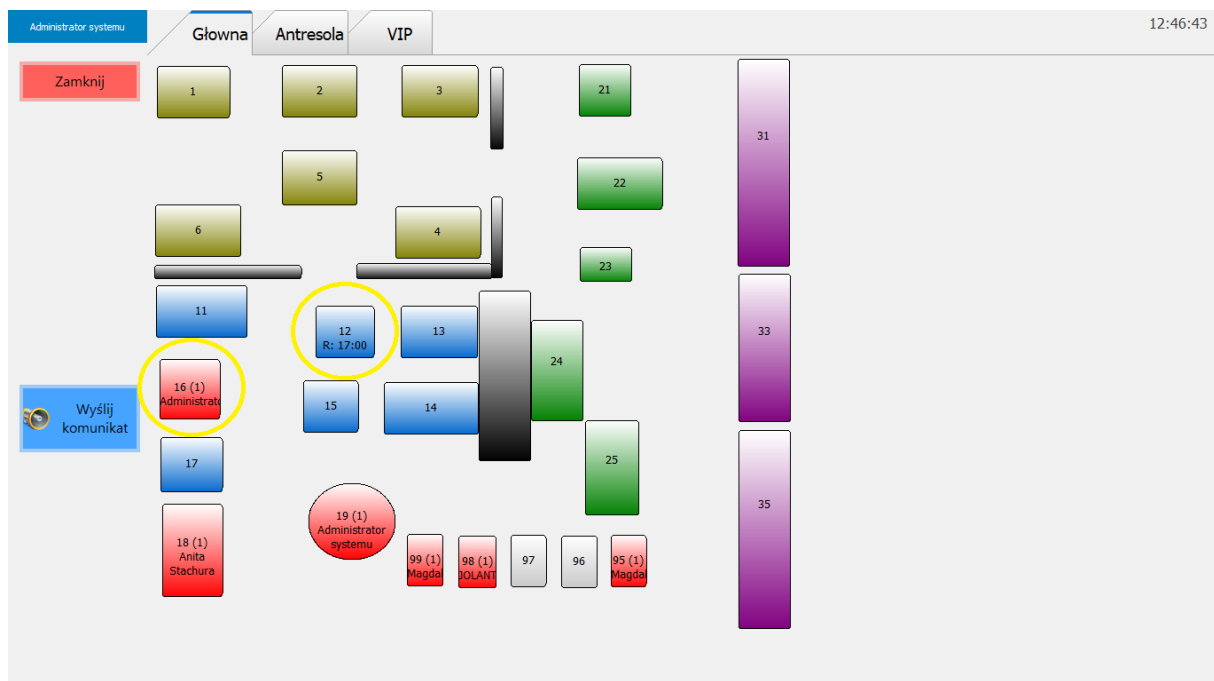 Administrator systemu
Głowna
Antresola
VIP
12:46:43
Zamknij
1
2
3
21
31
5
22
6
4
23
11
12
R: 17:00
13
33
24
16 (1)
Administrato
15
14
Wyślij
komunikat
17
25
35
18 (1)
Anita
Stachura
19 (1)
Administrator
systemu
99 (1)
Magdal
98 (1)
JOLANT
97
96
95 (1)
Magdal